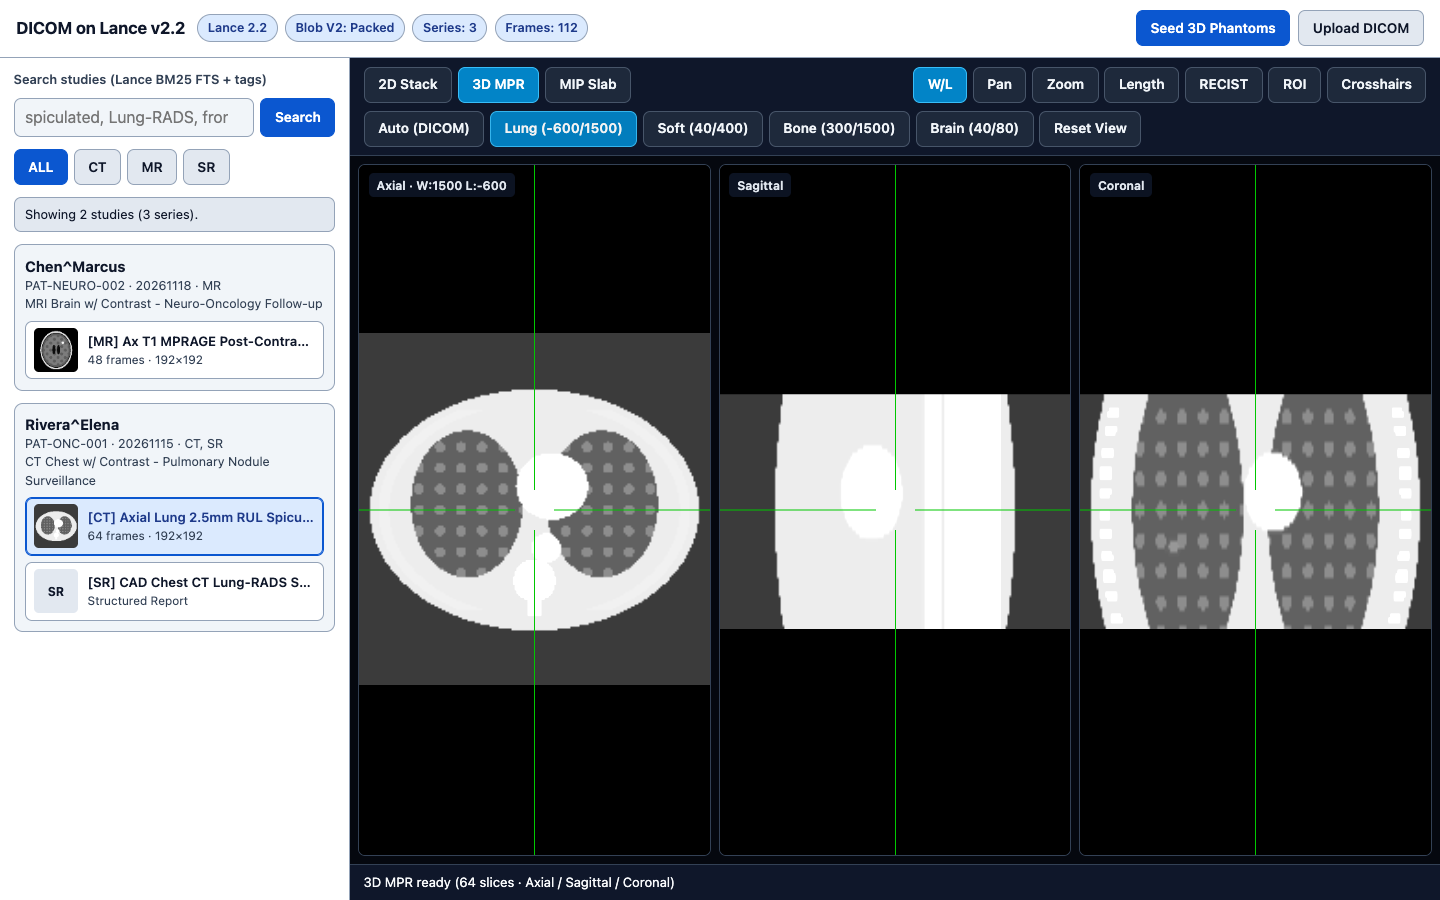 DICOM on Lance v2.2
Lance 2.2
Blob V2: Packed
Series: 3
Frames: 112
Seed 3D Phantoms
Upload DICOM
Search studies (Lance BM25 FTS + tags)
spiculated, Lung-RADS, fror
Search
ALL
CT
MR
SR
Showing 2 studies (3 series).
Chen^Marcus
PAT-NEURO-002 · 20261118 · MR
MRI Brain w/ Contrast - Neuro-Oncology Follow-up
[MR] Ax T1 MPRAGE Post-Contra...
48 frames · 192×192
Rivera^Elena
PAT-ONC-001 · 20261115 · CT, SR
CT Chest w/ Contrast - Pulmonary Nodule
Surveillance
[CT] Axial Lung 2.5mm RUL Spicu...
64 frames · 192×192
SR
[SR] CAD Chest CT Lung-RADS S...
Structured Report
2D Stack
3D MPR
MIP Slab
W/L
Pan
Zoom
Length
RECIST
ROI
Crosshairs
Auto (DICOM)
Lung (-600/1500)
Soft (40/400)
Bone (300/1500)
Brain (40/80)
Reset View
Axial · W:1500 L:-600
Sagittal
Coronal
3D MPR ready (64 slices · Axial / Sagittal / Coronal)